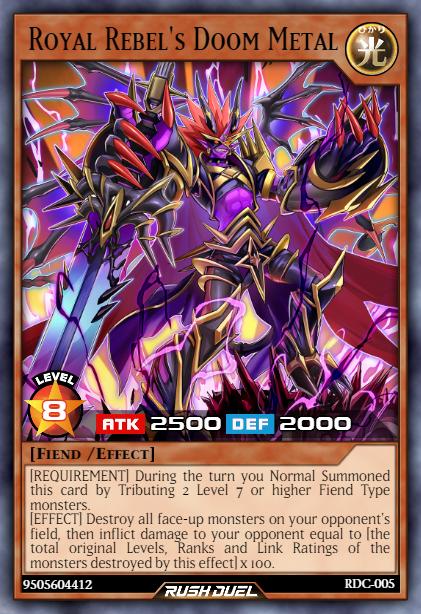 Royal Rebel's Doom Metal
ひかり
光
LEVEL
8
ATK 2500 DEF 2000
[Fiend /Effect]
[REQUIREMENT] During the turn you Normal Summoned
this card by Tributing 2 Level 7 or higher Fiend Type
monsters.
[EFFECT] Destroy all face-up monsters on your opponent's
field, then inflict damage to your opponent equal to [the
total original Levels, Ranks and Link Ratings of the
monsters destroyed by this effect] x 100.
9505604412
RUSH DUEL
RDC-005